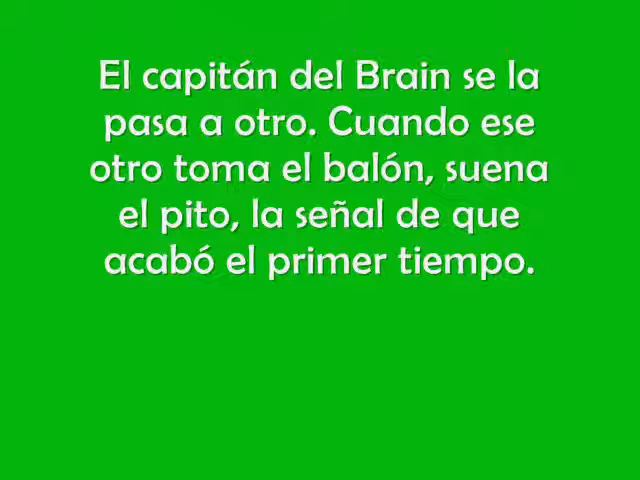 El capitán del Brain se la
pasa a otro. Cuando ese
otro toma el balón, suena
el pito, la señal de que
acabó el primer tiempo.